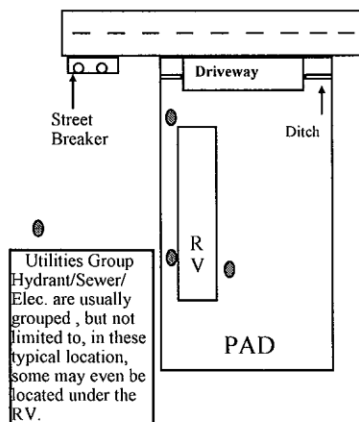 Driveway
Street
Breaker
Ditch
R
V
Utilities Group
Hydrant/Sewer/
Elec. are usually
grouped , but not
limited to, in these
typical location,
some may even be
located under the
RV.
PAD